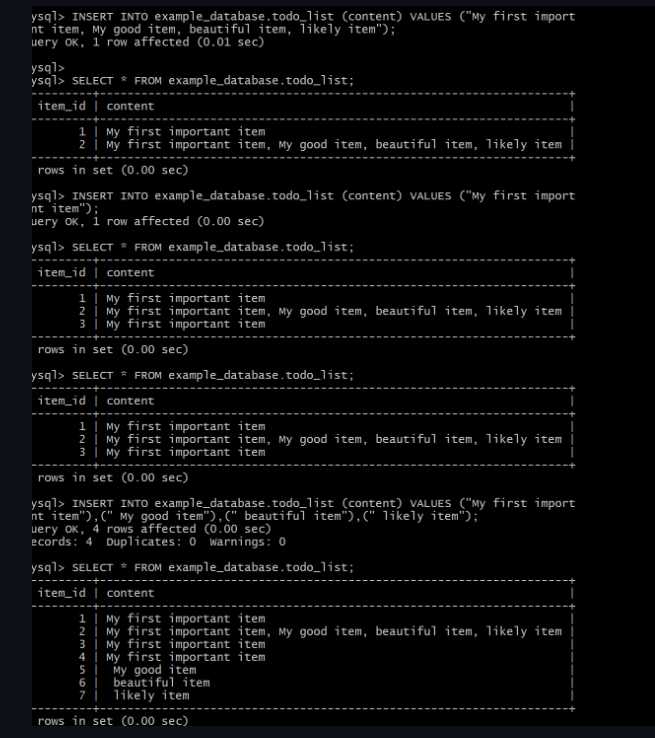 ysql> INSERT INTO example_database.todo_list (content) VALUES ("My first import
nt item, My good item, beautiful item, likely item");
uery OK, 1 row affected (0.01 sec)
ysql>
ysql> SELECT * FROM example_database.todo_list;
item_id | content |
1 | My first important item |
2 | My first important item, My good item, beautiful item, likely item |
rows in set (0.00 sec)
ysql> INSERT INTO example_database.todo_list (content) VALUES ("My first import
nt item");
uery OK, 1 row affected (0.00 sec)
ysql> SELECT * FROM example_database.todo_list;
item_id | content |
1 | My first important item |
2 | My first important item, My good item, beautiful item, likely item |
3 | My first important item |
rows in set (0.00 sec)
ysql> SELECT * FROM example_database.todo_list;
item_id | content |
1 | My first important item |
2 | My first important item, My good item, beautiful item, likely item |
3 | My first important item |
rows in set (0.00 sec)
ysql> INSERT INTO example_database.todo_list (content) VALUES ("My first import
nt item"),(" My good item"),(" beautiful item"),(" likely item");
uery OK, 4 rows affected (0.00 sec)
ecords: 4  Duplicates: 0  Warnings: 0
ysql> SELECT * FROM example_database.todo_list;
item_id | content |
1 | My first important item |
2 | My first important item, My good item, beautiful item, likely item |
3 | My first important item |
4 | My first important item |
5 |  My good item |
6 |  beautiful item |
7 |  likely item |
rows in set (0.00 sec)